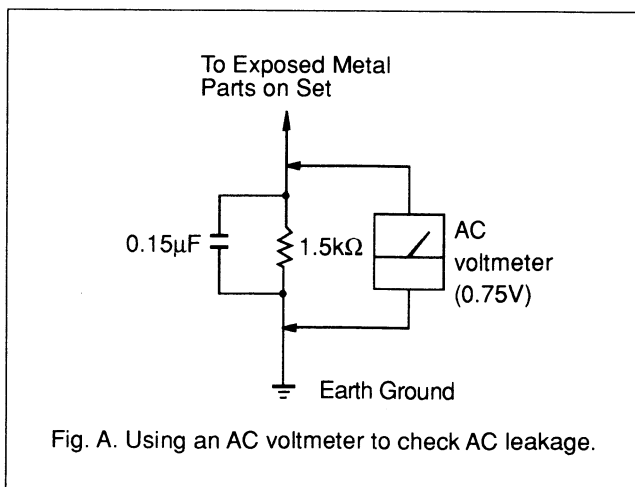 To Exposed Metal
Parts on Set
0.15µF
1.5kΩ
AC
voltmeter
(0.75V)
Earth Ground
Fig. A. Using an AC voltmeter to check AC leakage.